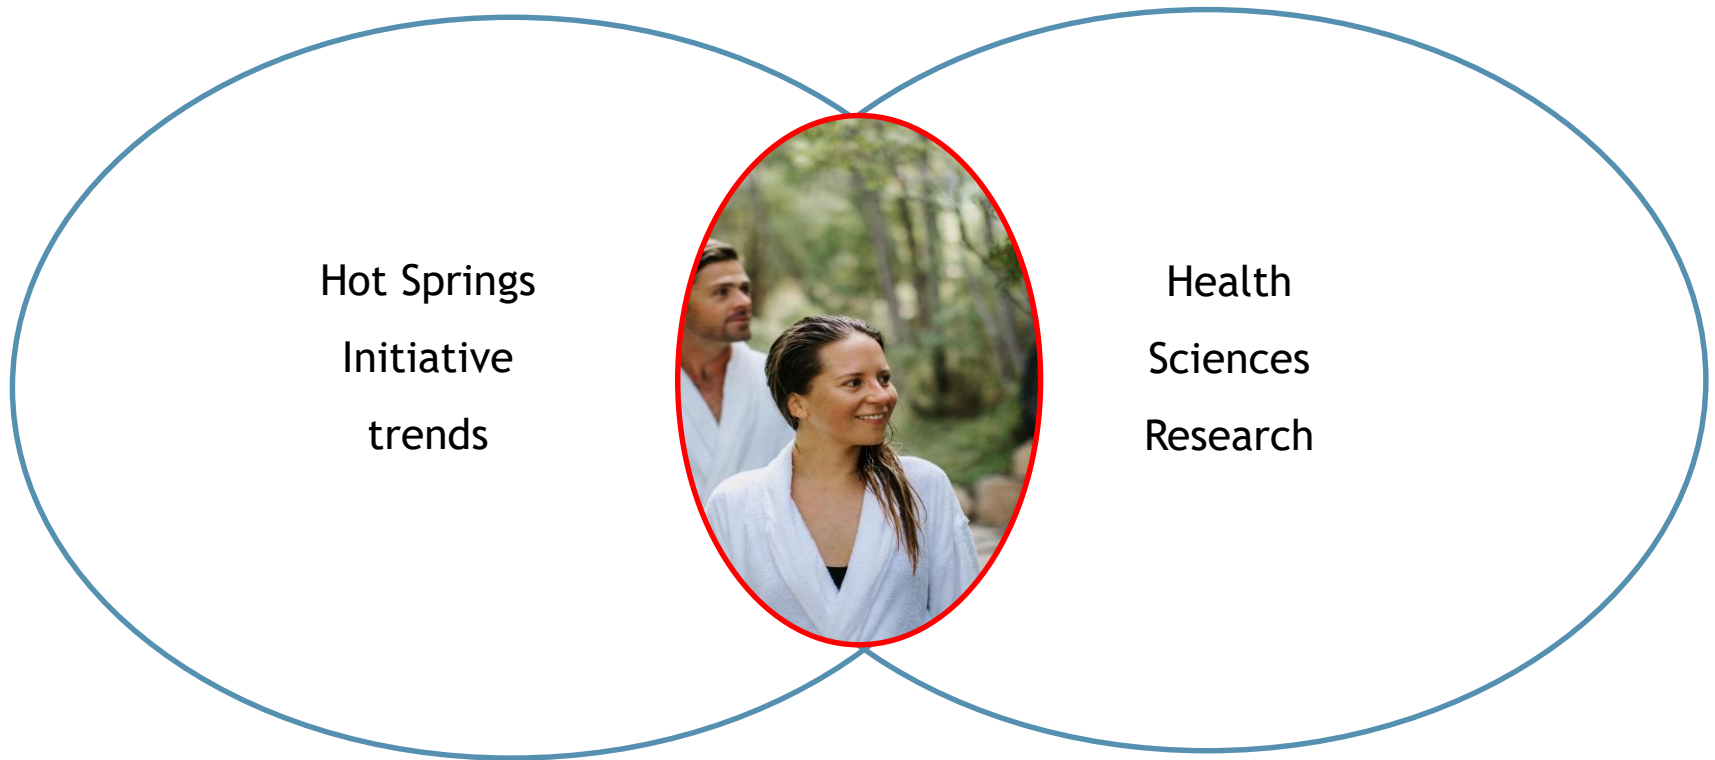 Hot Springs
Initiative
trends
Health
Sciences
Research